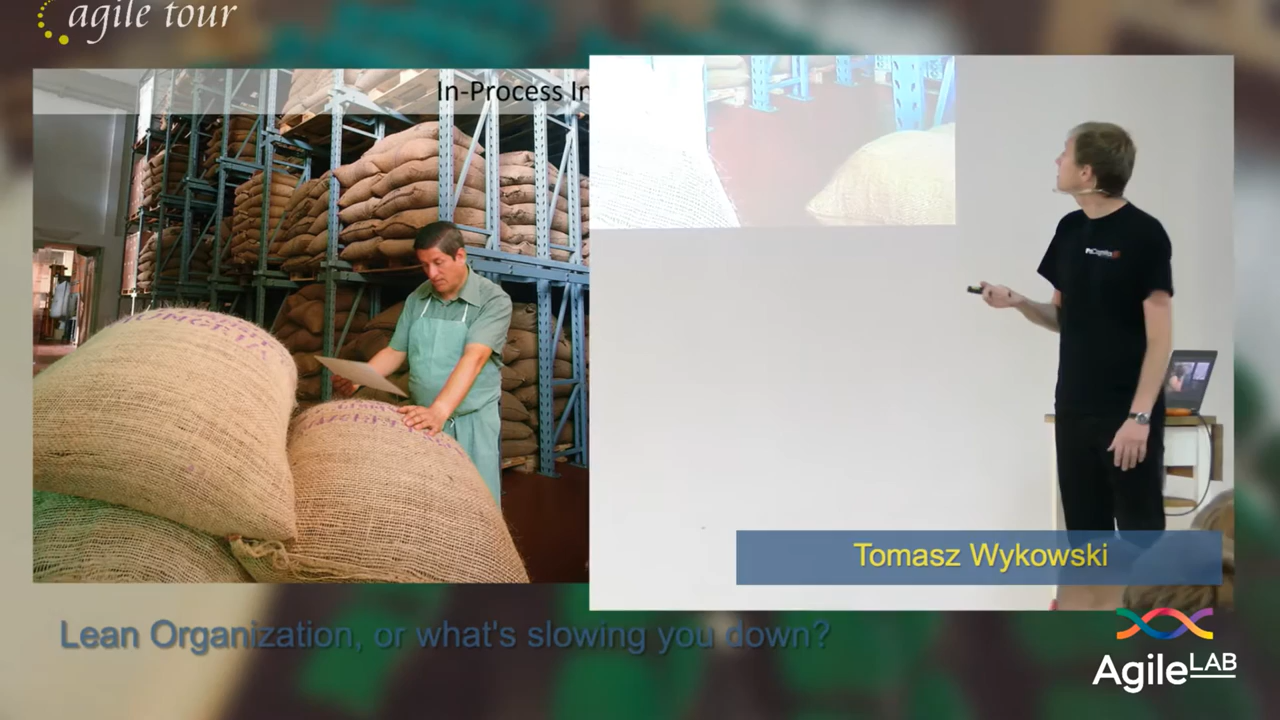 agile tour
In-Process In
Tomasz Wykowski
Lean Organization, or what's slowing you down?
AgileLAB